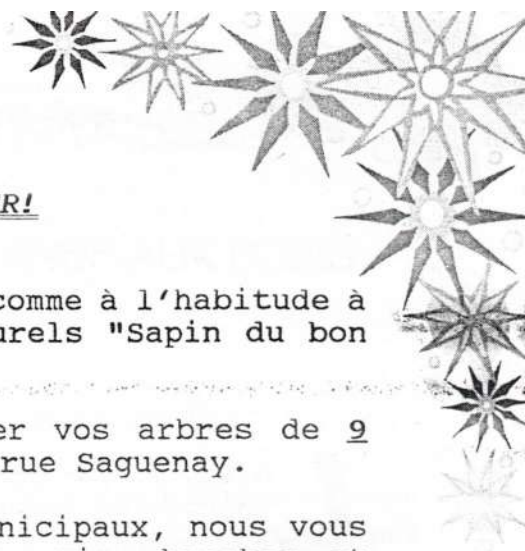 R!
comme à l'habitude à
urels "Sapin du bon
er vos arbres de 9
rue Saguenay.
nicipaux, nous vous